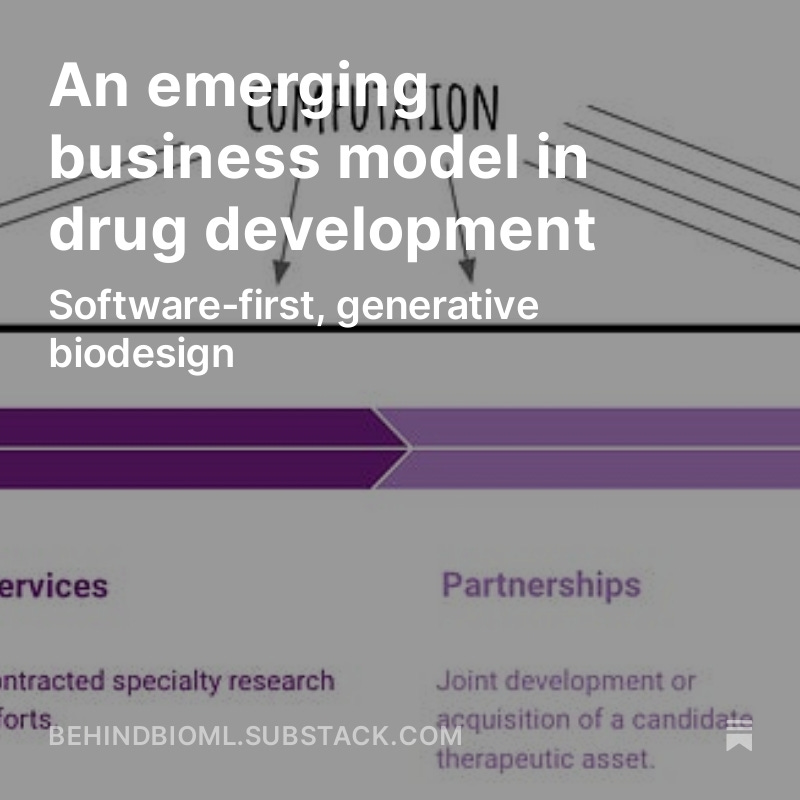 An emerging
COMPUTATION
business model in
drug development
Software-first, generative
biodesign
ervices
Partnerships
ontracted specialty research
forts.
Joint development or
acquisition of a candidate
therapeutic asset.
BEHINDBIOML.SUBSTACK.COM